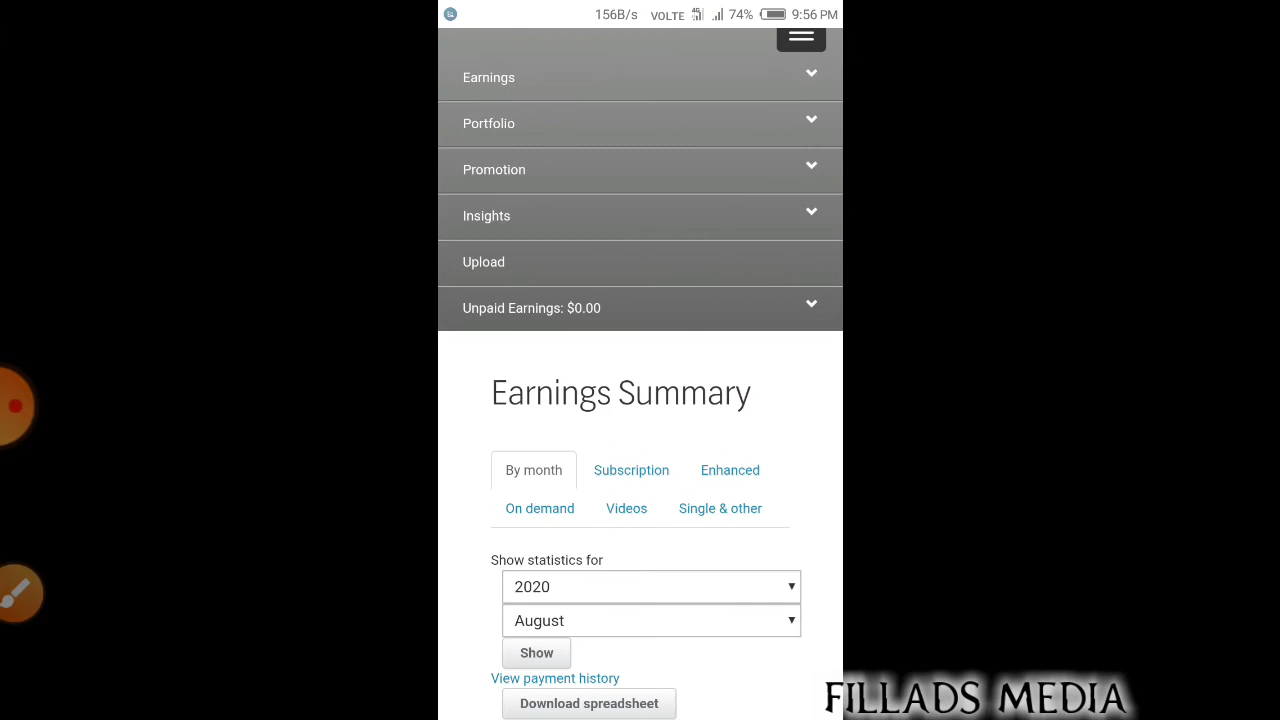 156B/s VOLTE 4G 74% 9:56 PM
Earnings
Portfolio
Promotion
Insights
Upload
Unpaid Earnings: $0.00
Earnings Summary
By month Subscription Enhanced
On demand Videos Single & other
Show statistics for
2020
August
Show
View payment history
Download spreadsheet
FILLADS MEDIA